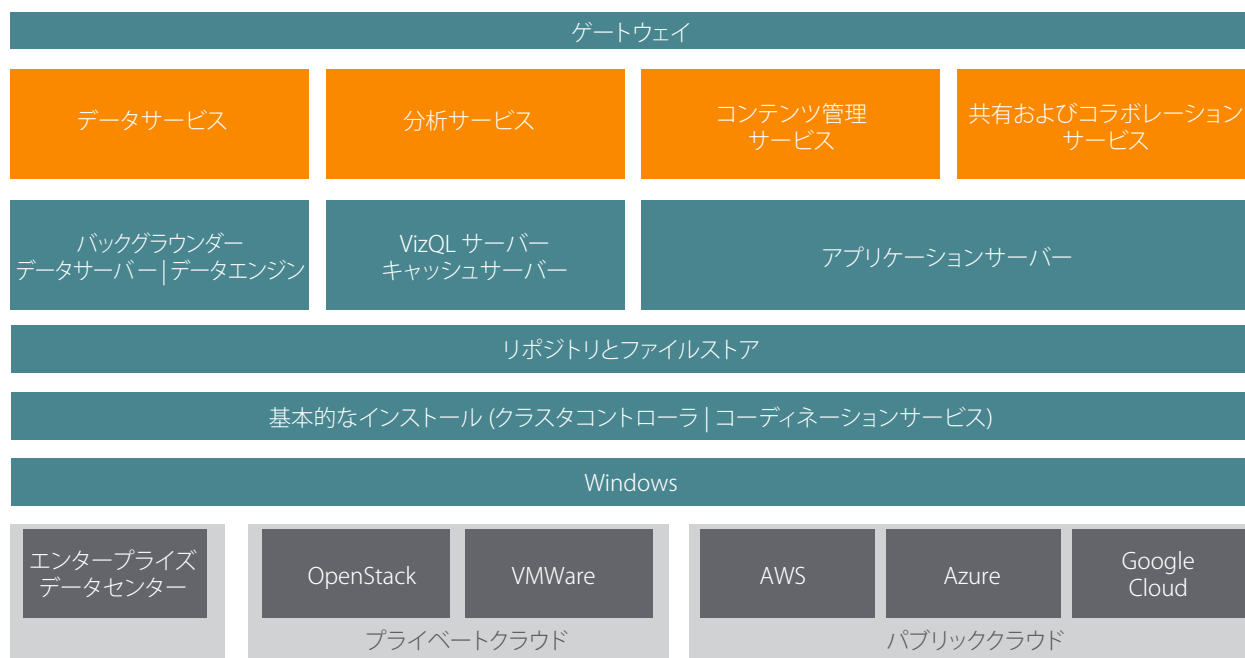 ゲートウェイ
データサービス
分析サービス
コンテンツ管理
サービス
共有およびコラボレーション
サービス
バックグラウンダー
データサーバー | データエンジン
VizQL サーバー
キャッシュサーバー
アプリケーションサーバー
リポジトリとファイルストア
基本的なインストール (クラスタコントローラ | コーディネーションサービス)
Windows
エンタープライズ
データセンター
OpenStack
VMWare
プライベートクラウド
AWS
Azure
Google
Cloud
パブリッククラウド